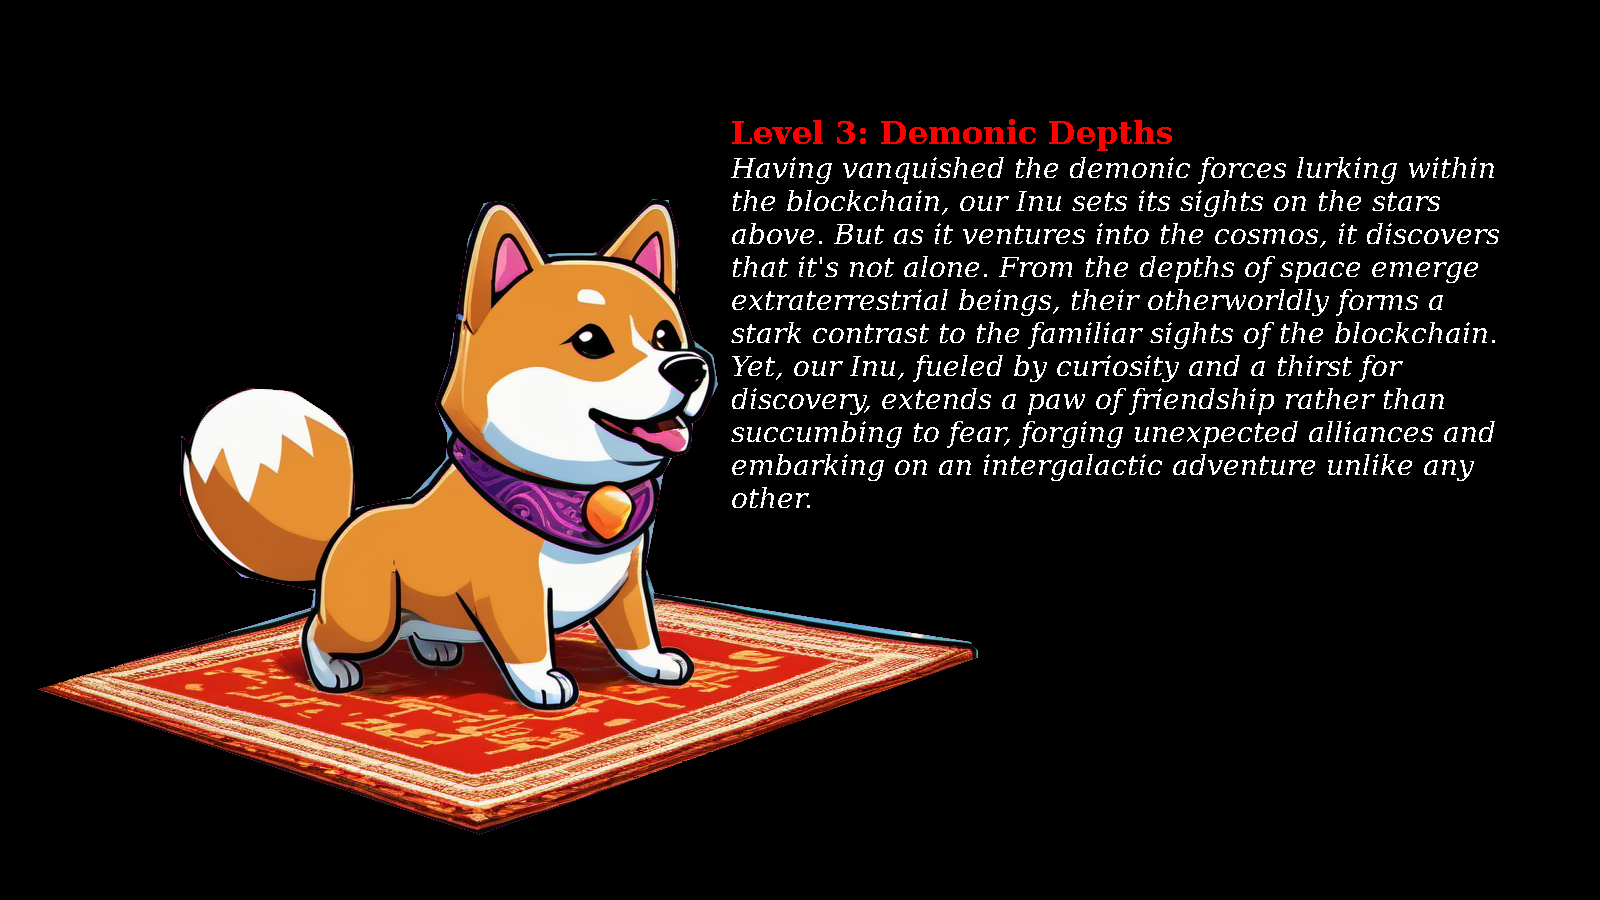 Level 3: Demonic Depths
Having vanquished the demonic forces lurking within
the blockchain, our Inu sets its sights on the stars
above. But as it ventures into the cosmos, it discovers
that it's not alone. From the depths of space emerge
extraterrestrial beings, their otherworldly forms a
stark contrast to the familiar sights of the blockchain.
Yet, our Inu, fueled by curiosity and a thirst for
discovery, extends a paw of friendship rather than
succumbing to fear, forging unexpected alliances and
embarking on an intergalactic adventure unlike any
other.